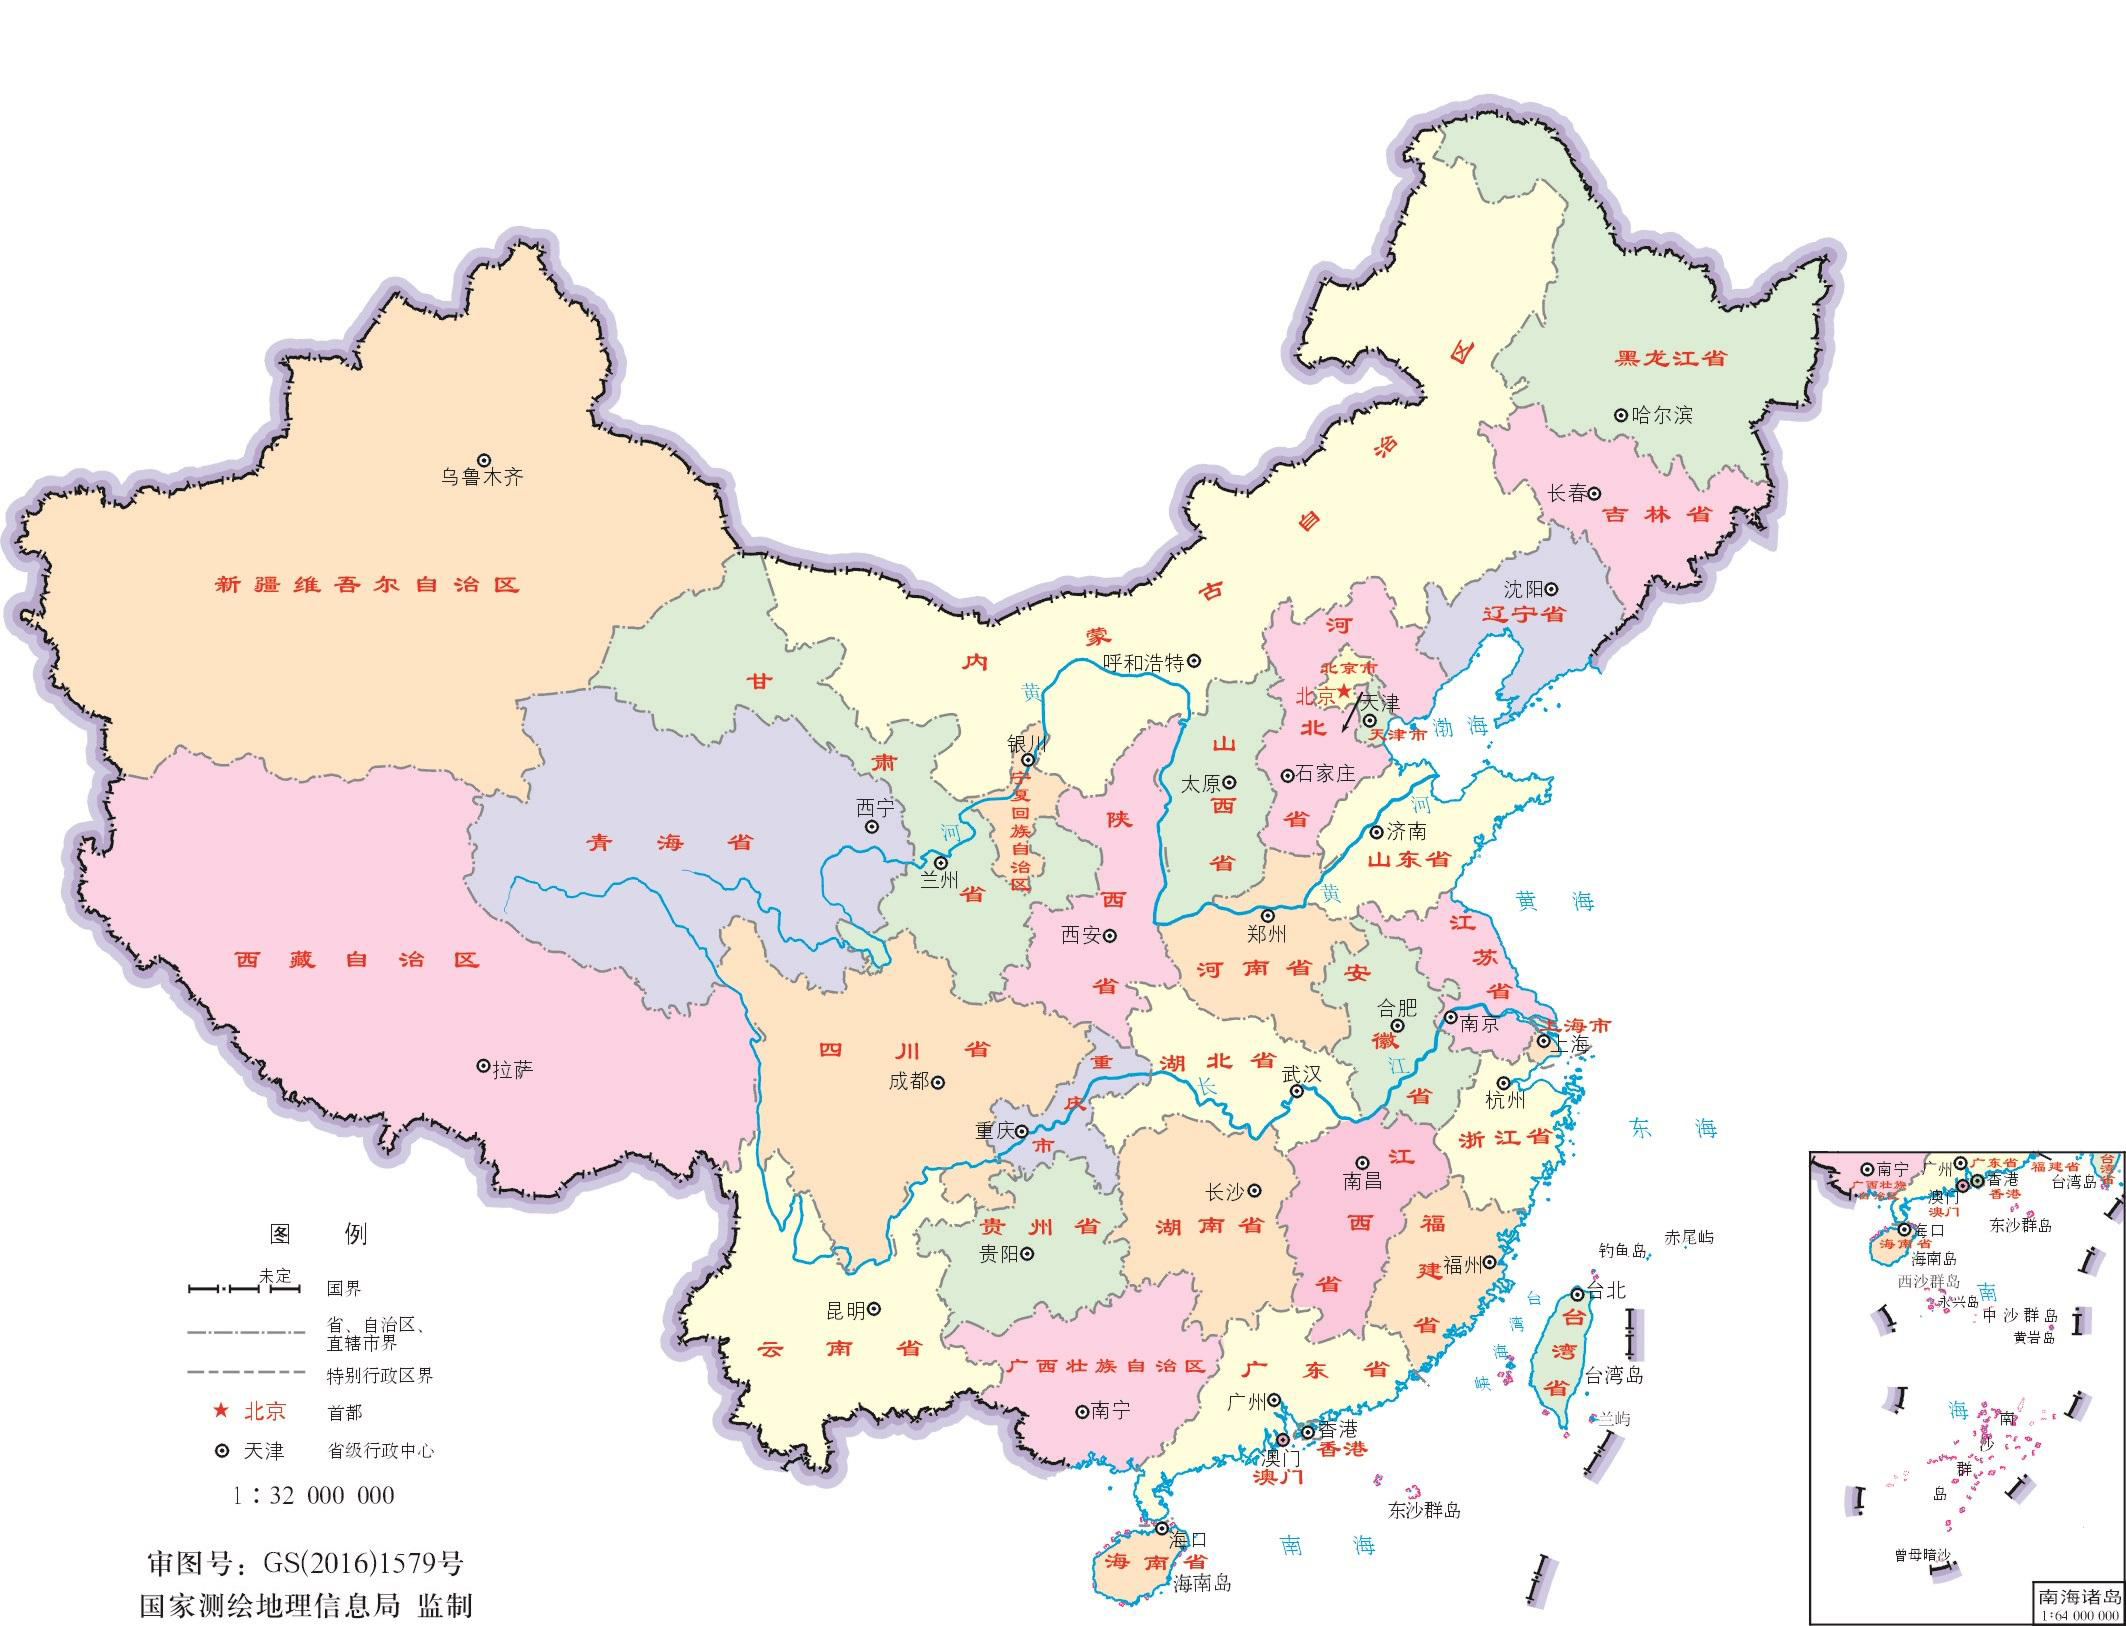 黑龙江省
哈尔滨
长春
吉林省
沈阳
辽宁省
内蒙古自治区
呼和浩特
乌鲁木齐
新疆维吾尔自治区
甘肃省
兰州
青海省
西宁
银川
宁夏回族自治区
河北省
石家庄
北京市
北京
天津
天津市
渤海
山西省
太原
陕西省
西安
济南
山东省
黄河
黄河
黄海
郑州
河南省
江苏省
南京
安徽省
合肥
上海市
上海
西藏自治区
拉萨
四川省
成都
重庆市
重庆
湖北省
武汉
长江
杭州
浙江省
东海
湖南省
长沙
江西省
南昌
贵州省
贵阳
云南省
昆明
福建省
福州
钓鱼岛
赤尾屿
台北
台湾省
台湾岛
台湾海峡
兰屿
广西壮族自治区
南宁
广东省
广州
香港
香港
澳门
澳门
东沙群岛
南海
海口
海南省
海南岛
图 例
未定
国界
省、自治区、
直辖市界
特别行政区界
北京 首都
天津 省级行政中心
1：32 000 000
审图号：GS(2016)1579号
国家测绘地理信息局 监制
南宁
广西壮族
自治区
广州
广东省
福建省
台湾省
台湾岛
香港
香港
澳门
澳门
东沙群岛
海口
海南省
海南岛
西沙群岛
永兴岛
南海
中沙群岛
黄岩岛
南沙群岛
曾母暗沙
南海诸岛
1：64 000 000